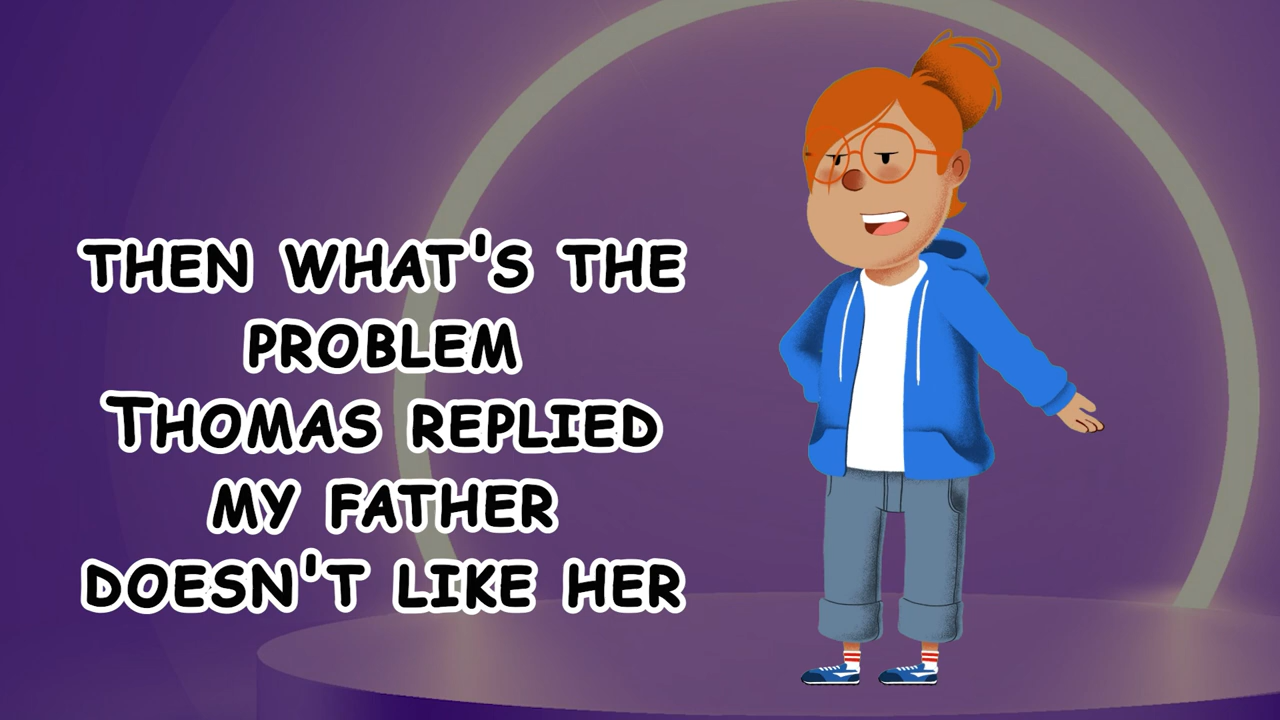 THEN WHAT'S THE
PROBLEM
THOMAS REPLIED
MY FATHER
DOESN'T LIKE HER